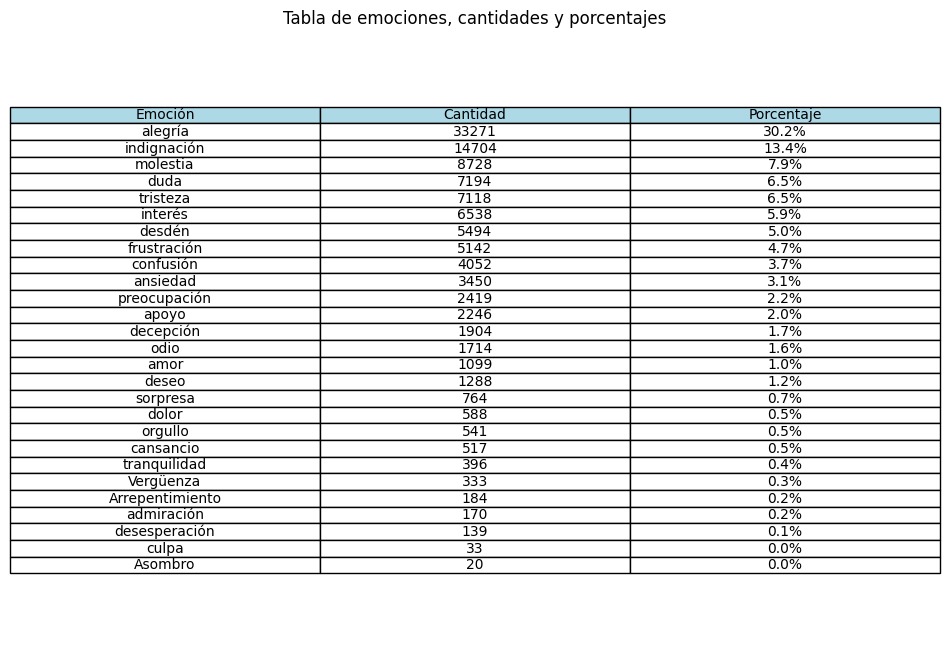 Tabla de emociones, cantidades y porcentajes
Emoción Cantidad Porcentaje
alegría 33271 30.2%
indignación 14704 13.4%
molestia 8728 7.9%
duda 7194 6.5%
tristeza 7118 6.5%
interés 6538 5.9%
desdén 5494 5.0%
frustración 5142 4.7%
confusión 4052 3.7%
ansiedad 3450 3.1%
preocupación 2419 2.2%
apoyo 2246 2.0%
decepción 1904 1.7%
odio 1714 1.6%
amor 1099 1.0%
deseo 1288 1.2%
sorpresa 764 0.7%
dolor 588 0.5%
orgullo 541 0.5%
cansancio 517 0.5%
tranquilidad 396 0.4%
Vergüenza 333 0.3%
Arrepentimiento 184 0.2%
admiración 170 0.2%
desesperación 139 0.1%
culpa 33 0.0%
Asombro 20 0.0%